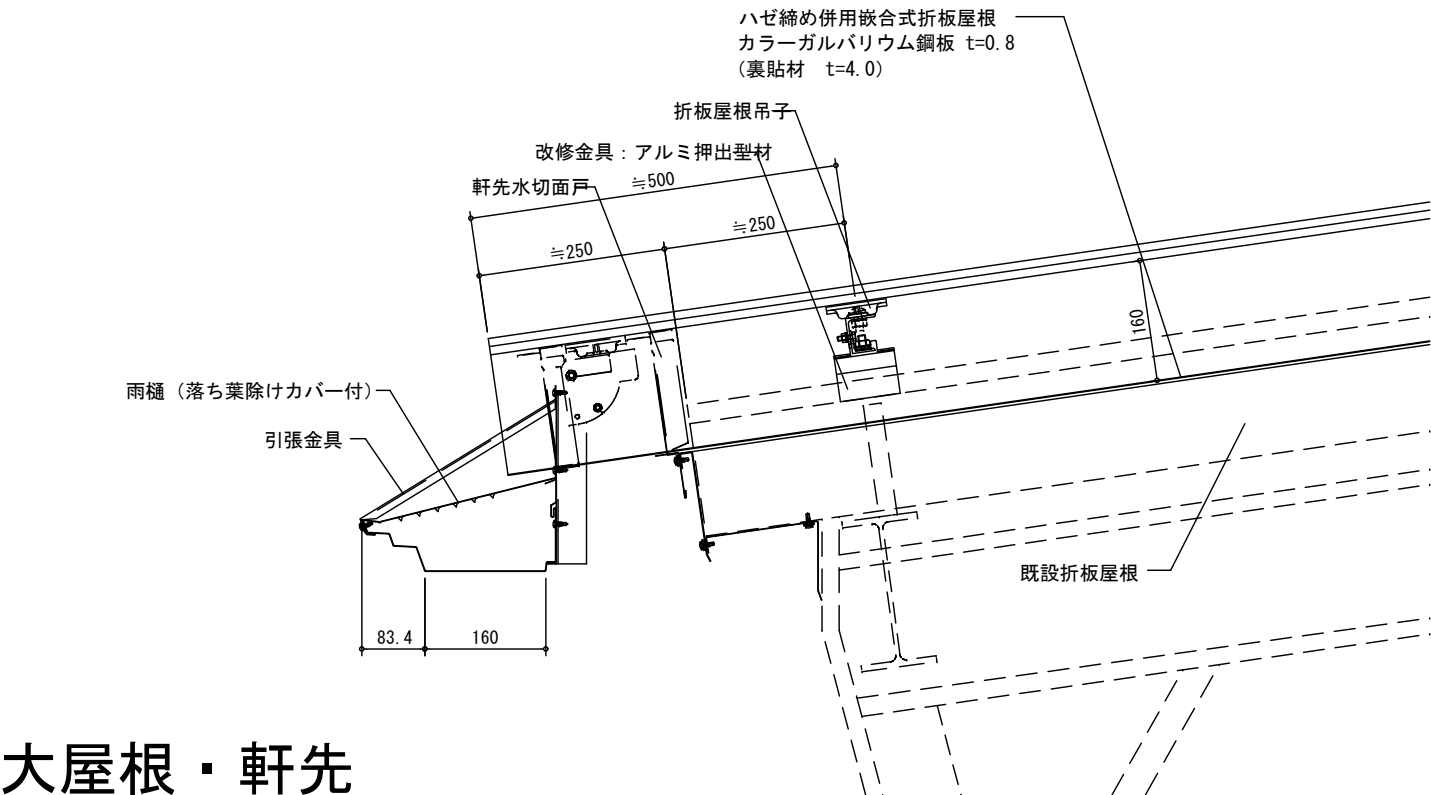 ハゼ締め併用嵌合式折板屋根
カラーガルバリウム鋼板 t=0.8
(裏貼材　t=4.0)
折板屋根吊子
改修金具：アルミ押出型材
軒先水切面戸
≒500
≒250
≒250
160
雨樋（落ち葉除けカバー付）
引張金具
既設折板屋根
83.4
160
大屋根・軒先